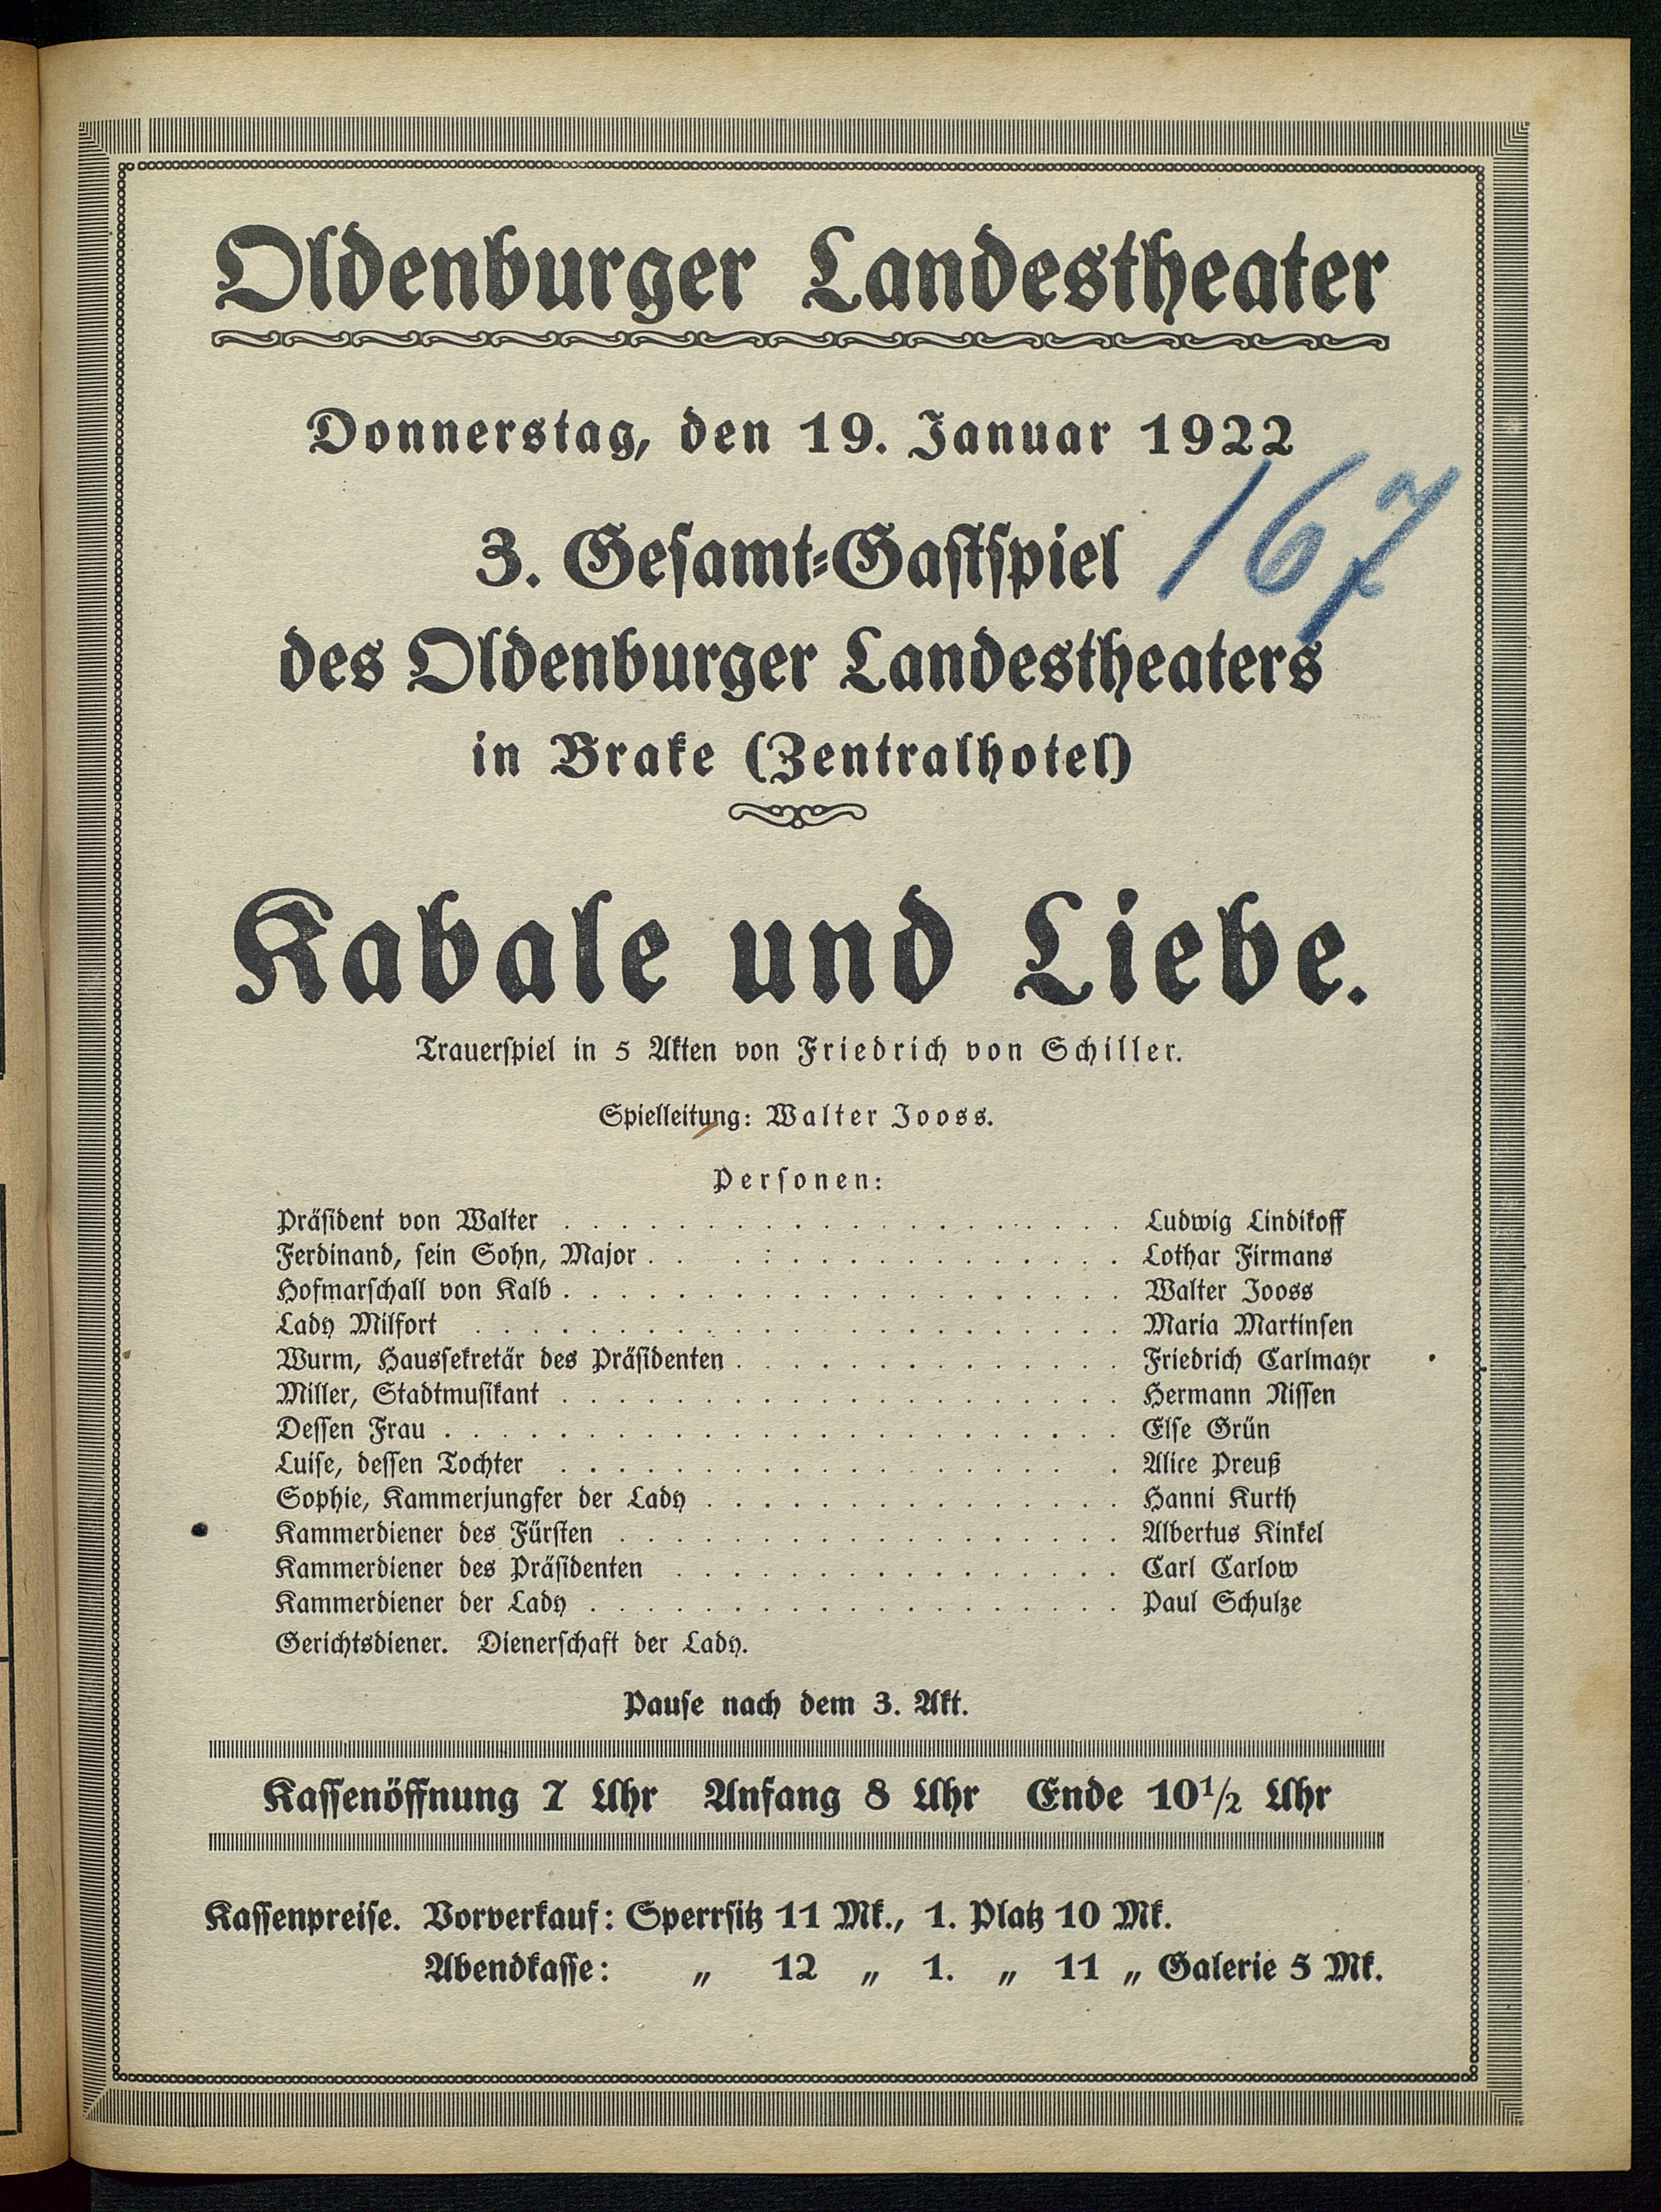 Oldenburger Landestheater
Donnerstag, den 19. Januar 1922
167
3. Gesamt-Gastspiel
des Oldenburger Landestheaters
in Brake (Zentralhotel)
Kabale und Liebe.
Trauerspiel in 5 Akten von Friedrich von Schiller.
Spielleitung: Walter Jooss.
Personen:
Präsident von Walter . . . . . . . . . . . . . . . . . . . . Ludwig Lindikoff
Ferdinand, sein Sohn, Major . . . . . . . . . . . . . . . . Lothar Firmans
Hofmarschall von Kalb . . . . . . . . . . . . . . . . . . . . Walter Jooss
Lady Milfort . . . . . . . . . . . . . . . . . . . . . . . Maria Martinsen
Wurm, Haussekretär des Präsidenten . . . . . . . . . . . . . . Friedrich Carlmayr
Miller, Stadtmusikant . . . . . . . . . . . . . . . . . . . . Hermann Nissen
Dessen Frau . . . . . . . . . . . . . . . . . . . . . . . . Else Grün
Luise, dessen Tochter . . . . . . . . . . . . . . . . . . . Alice Preuß
Sophie, Kammerjungfer der Lady . . . . . . . . . . . . . . . Hanni Kurth
Kammerdiener des Fürsten . . . . . . . . . . . . . . . . . . Albertus Kinkel
Kammerdiener des Präsidenten . . . . . . . . . . . . . . . . Carl Carlow
Kammerdiener der Lady . . . . . . . . . . . . . . . . . . . Paul Schulze
Gerichtsdiener. Dienerschaft der Lady.
Pause nach dem 3. Akt.
Kassenöffnung 7 Uhr Anfang 8 Uhr Ende 10½ Uhr
Kassenpreise. Vorverkauf: Sperrsitz 11 Mk., 1. Platz 10 Mk.
Abendkasse: „ 12 „ 1. „ 11 „ Galerie 5 Mk.